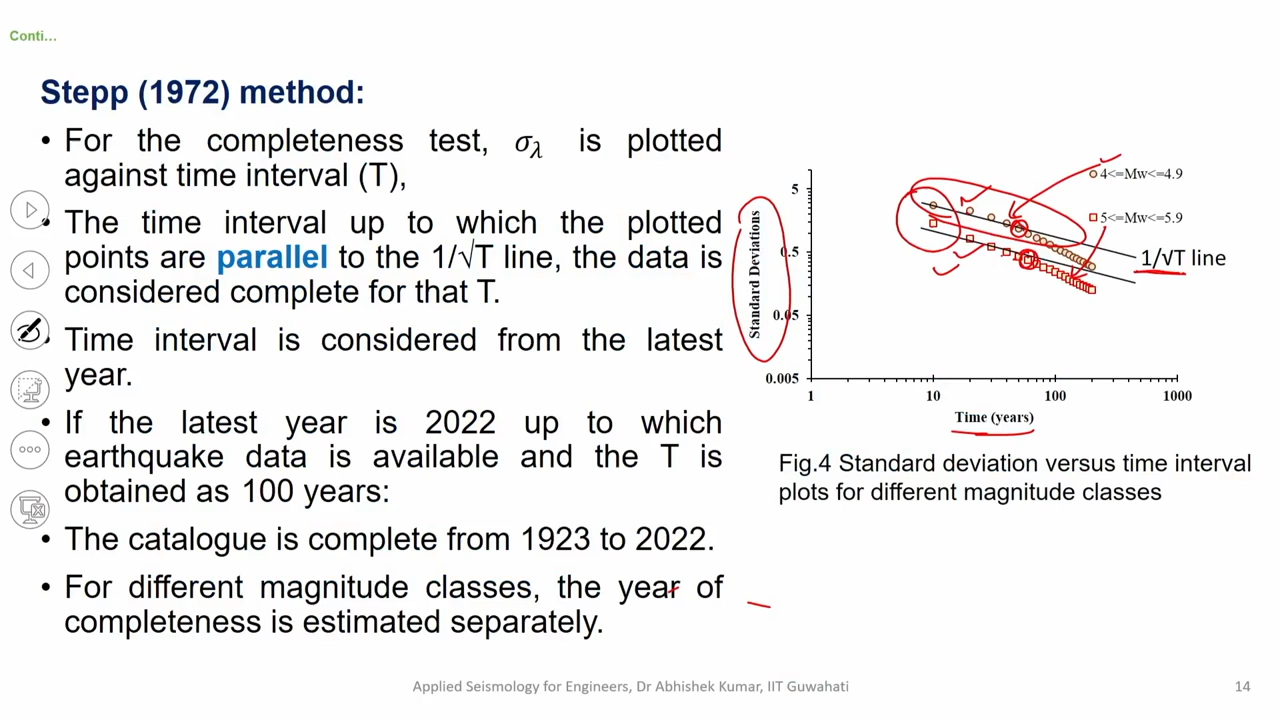 Conti...
Stepp (1972) method:
• For the completeness test, σλ is plotted
against time interval (T),
• The time interval up to which the plotted
points are parallel to the 1/√T line, the data is
considered complete for that T.
• Time interval is considered from the latest
year.
• If the latest year is 2022 up to which
earthquake data is available and the T is
obtained as 100 years:
• The catalogue is complete from 1923 to 2022.
• For different magnitude classes, the year of
completeness is estimated separately.
4<=Mw<=4.9
5<=Mw<=5.9
1/√T line
Standard Deviations
5
0.5
0.05
0.005
1 10 100 1000
Time (years)
Fig.4 Standard deviation versus time interval
plots for different magnitude classes
Applied Seismology for Engineers, Dr Abhishek Kumar, IIT Guwahati
14